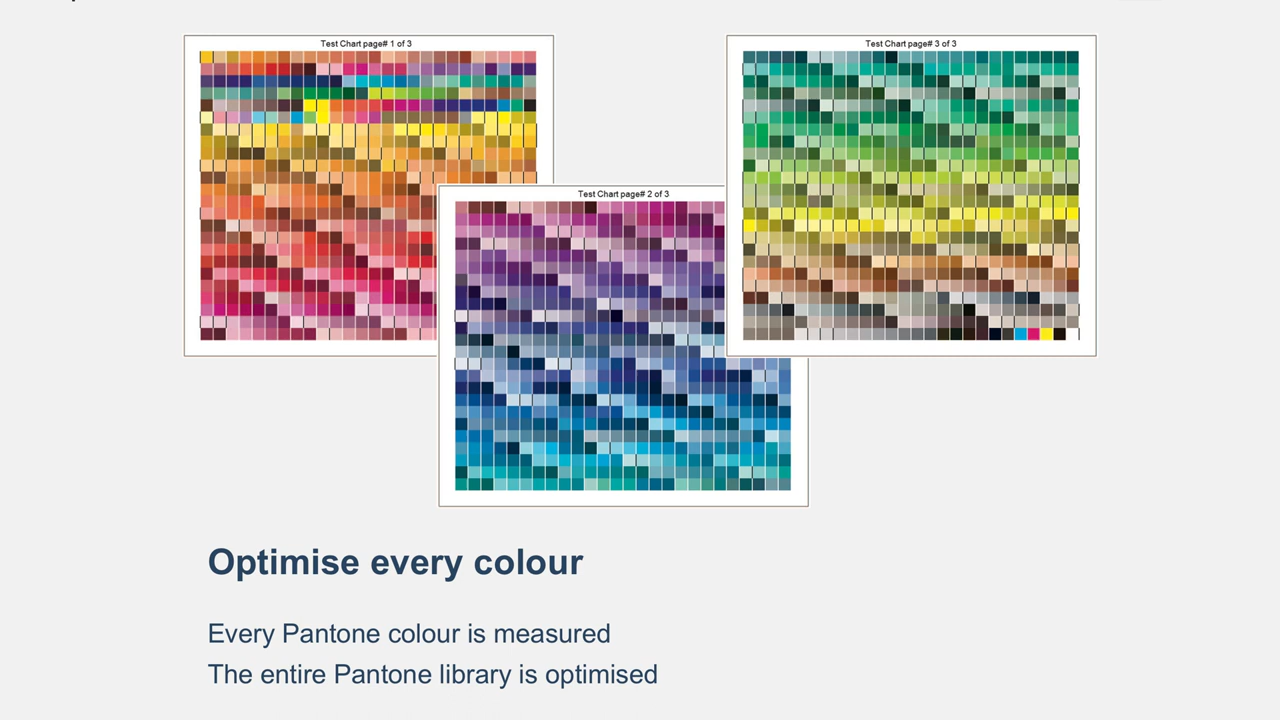 Test Chart page# 1 of 3
Test Chart page# 3 of 3
Test Chart page# 2 of 3
Optimise every colour
Every Pantone colour is measured
The entire Pantone library is optimised